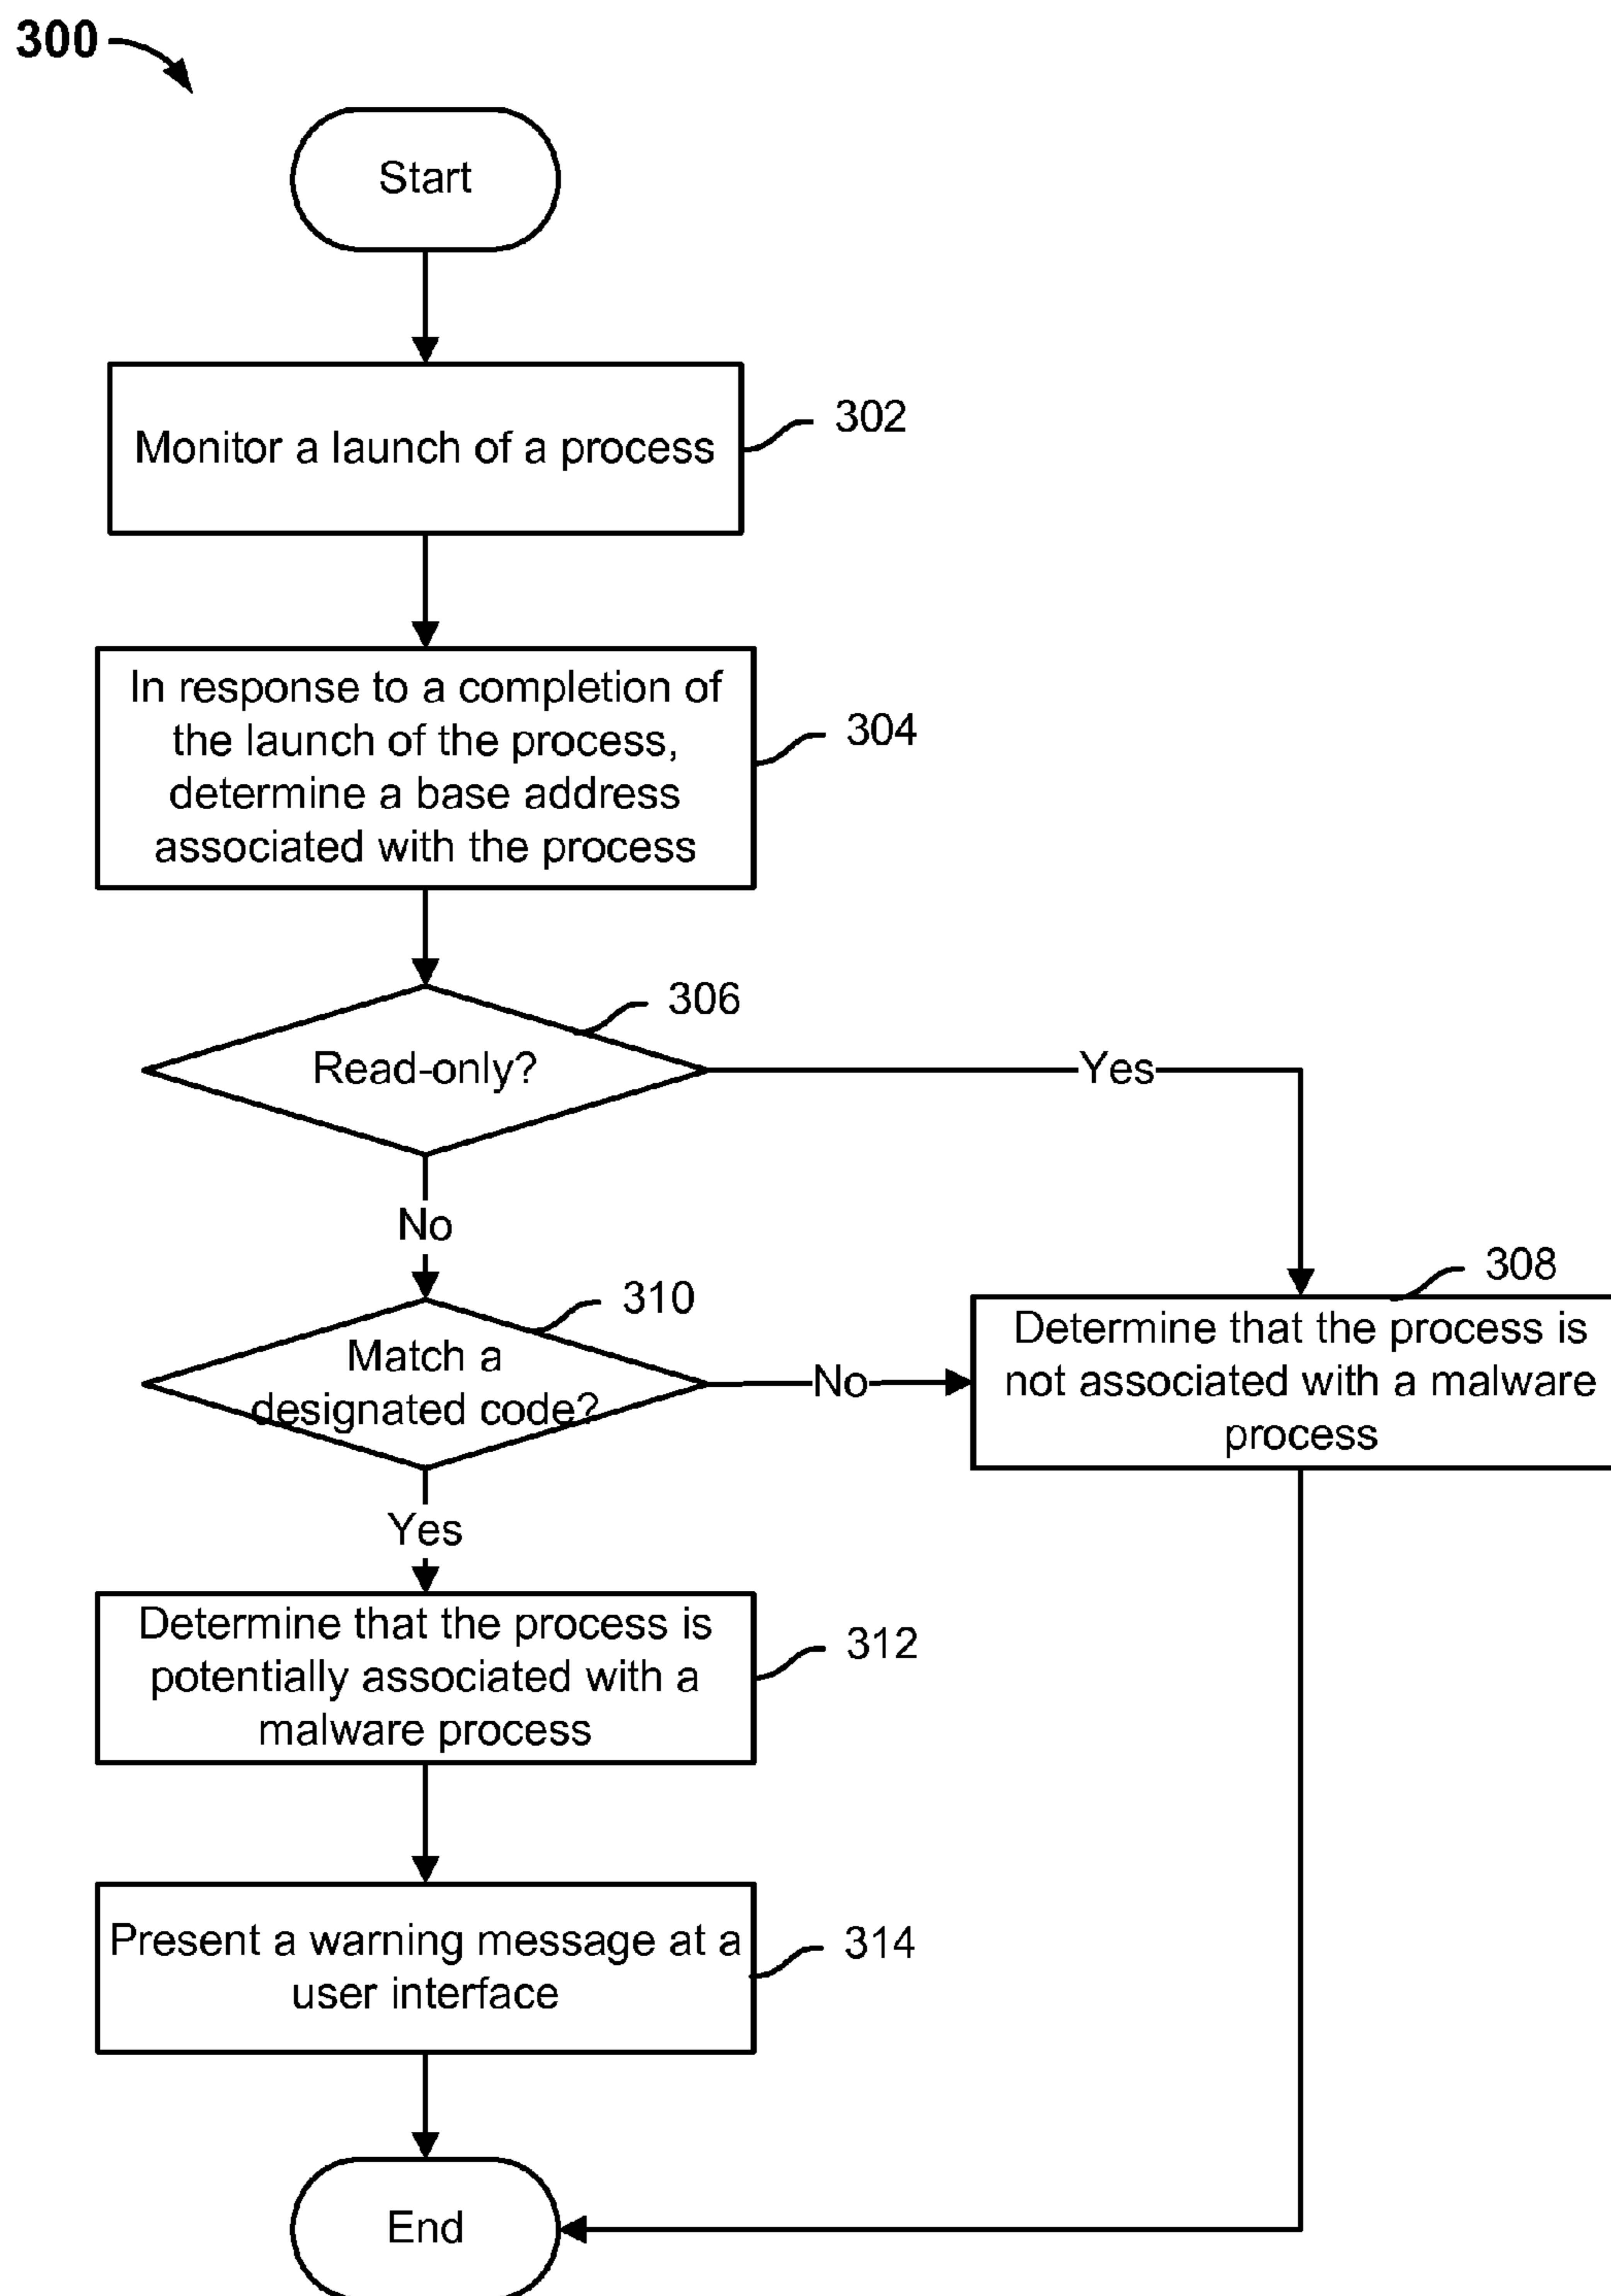 300
Start
Monitor a launch of a process
302
In response to a completion of
the launch of the process,
determine a base address
associated with the process
304
306
Read-only?
Yes
No
310
Match a
designated code?
No
308
Determine that the process is
not associated with a malware
process
Yes
Determine that the process is
potentially associated with a
malware process
312
Present a warning message at a
user interface
314
End